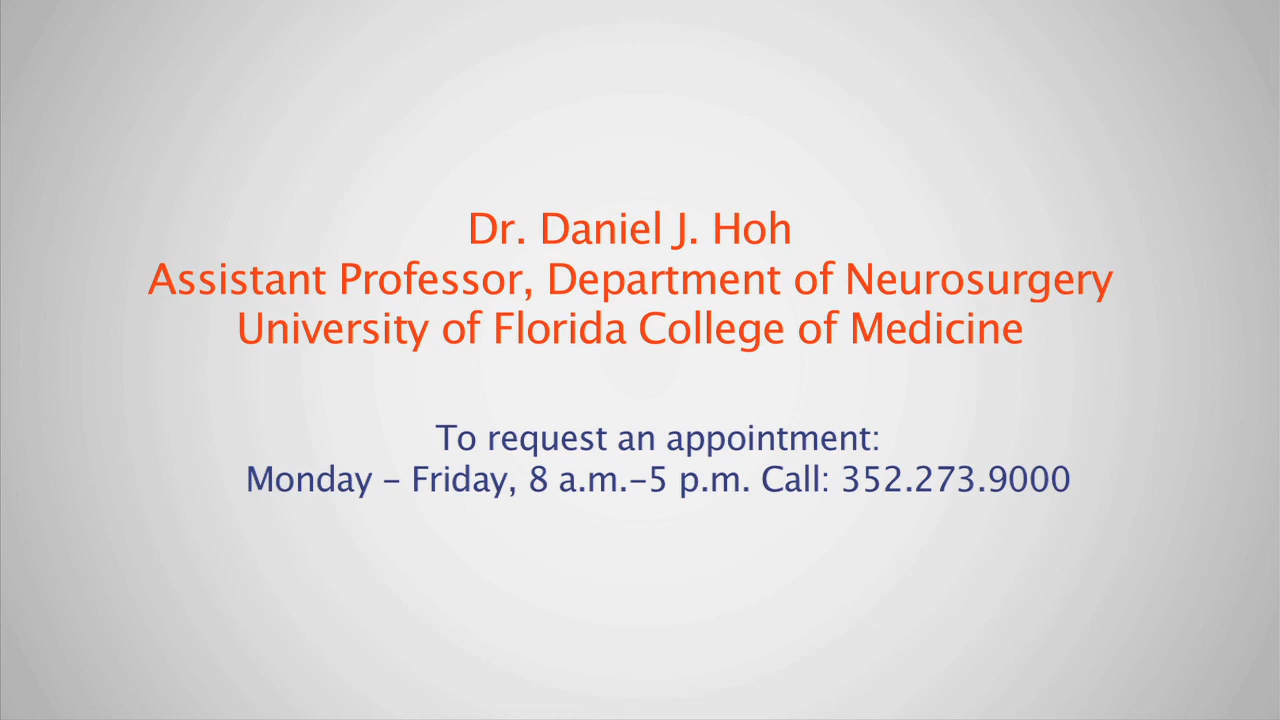 Dr. Daniel J. Hoh
Assistant Professor, Department of Neurosurgery
University of Florida College of Medicine
To request an appointment:
Monday – Friday, 8 a.m.–5 p.m. Call: 352.273.9000